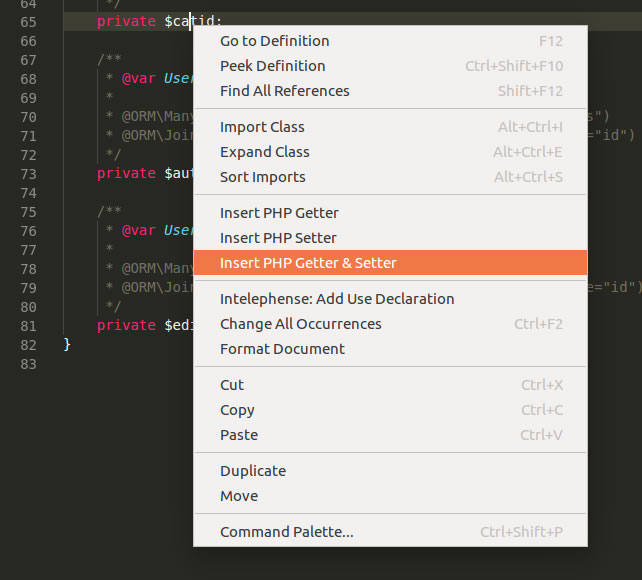 64 */
65 private $catid;
66
67 /**
68 * @var User
69 *
70 * @ORM\Many s")
71 * @ORM\Join ="id")
72 */
73 private $aut
74
75 /**
76 * @var User
77 *
78 * @ORM\Many
79 * @ORM\Join e="id")
80 */
81 private $edi
82 }
83
Go to Definition F12
Peek Definition Ctrl+Shift+F10
Find All References Shift+F12
Import Class Alt+Ctrl+I
Expand Class Alt+Ctrl+E
Sort Imports Alt+Ctrl+S
Insert PHP Getter
Insert PHP Setter
Insert PHP Getter & Setter
Intelephense: Add Use Declaration
Change All Occurrences Ctrl+F2
Format Document
Cut Ctrl+X
Copy Ctrl+C
Paste Ctrl+V
Duplicate
Move
Command Palette... Ctrl+Shift+P